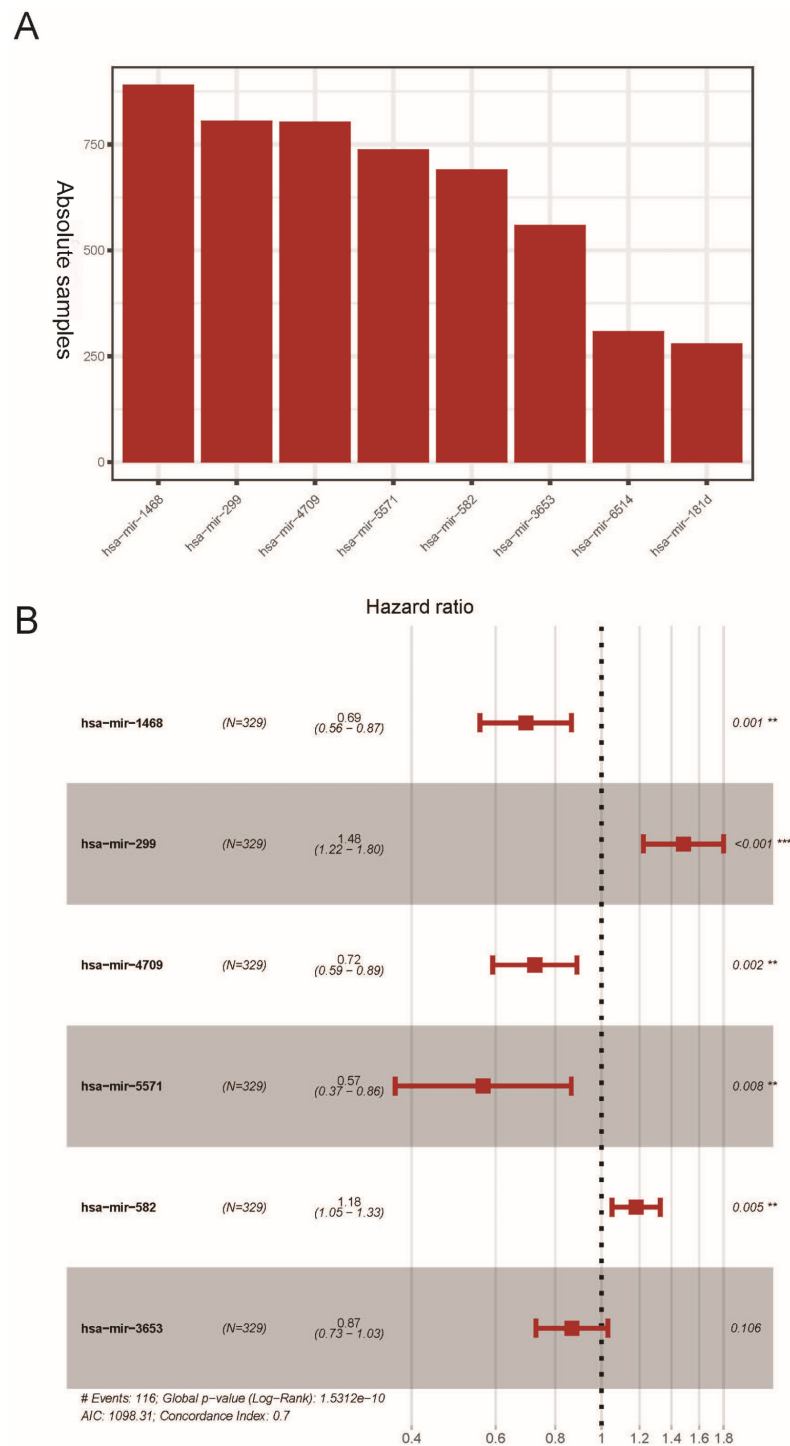 A
Absolute samples
750
500
250
0
hsa-mir-1468
hsa-mir-299
hsa-mir-4709
hsa-mir-5571
hsa-mir-582
hsa-mir-3653
hsa-mir-6514
hsa-mir-181d
B
Hazard ratio
hsa-mir-1468 (N=329) 0.69 0.001 **
(0.56 − 0.87)
hsa-mir-299 (N=329) 1.48 <0.001 ***
(1.22 − 1.80)
hsa-mir-4709 (N=329) 0.72 0.002 **
(0.59 − 0.89)
hsa-mir-5571 (N=329) 0.57 0.008 **
(0.37 − 0.86)
hsa-mir-582 (N=329) 1.18 0.005 **
(1.05 − 1.33)
hsa-mir-3653 (N=329) 0.87 0.106
(0.73 − 1.03)
# Events: 116; Global p−value (Log−Rank): 1.5312e−10
AIC: 1098.31; Concordance Index: 0.7
0.4 0.6 0.8 1 1.2 1.4 1.6 1.8